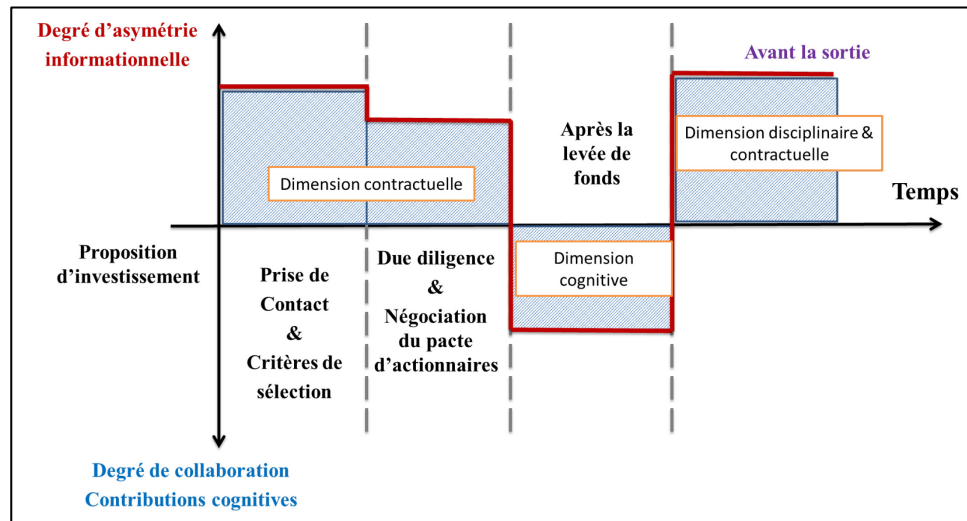 Degré d'asymétrie
informationnelle
Avant la sortie
Après la
levée de
fonds
Dimension disciplinaire &
contractuelle
Dimension contractuelle
Temps
Proposition
d'investissement
Prise de
Contact
&
Critères de
sélection
Due diligence
&
Négociation
du pacte
d'actionnaires
Dimension
cognitive
Degré de collaboration
Contributions cognitives